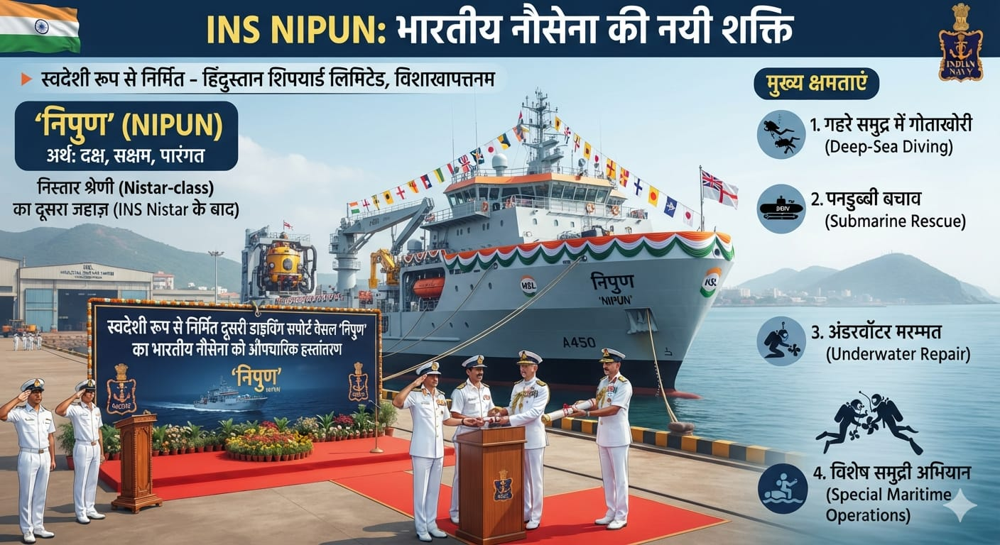 INS NIPUN: भारतीय नौसेना की नयी शक्ति
INDIAN
NAVY
स्वदेशी रूप से निर्मित – हिंदुस्तान शिपयार्ड लिमिटेड, विशाखापत्तनम
‘निपुण’ (NIPUN)
अर्थ: दक्ष, सक्षम, पारंगत
निस्तार श्रेणी (Nistar-class)
का दूसरा जहाज़ (INS Nistar के बाद)
मुख्य क्षमताएं
1. गहरे समुद्र में गोताखोरी
(Deep-Sea Diving)
2. पनडुब्बी बचाव
(Submarine Rescue)
3. अंडरवॉटर मरम्मत
(Underwater Repair)
4. विशेष समुद्री अभियान
(Special Maritime
Operations)
निपुण
'NIPUN'
A450
HSL
स्वदेशी रूप से निर्मित दूसरी डाइविंग सपोर्ट वेसल ‘निपुण’
का भारतीय नौसेना को औपचारिक हस्तांतरण
‘निपुण’